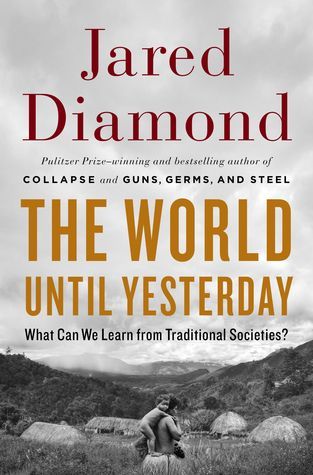 Jared
Diamond
Pulitzer Prize–winning and bestselling author of
COLLAPSE and GUNS, GERMS, AND STEEL
THE WORLD
UNTIL YESTERDAY
What Can We Learn from Traditional Societies?